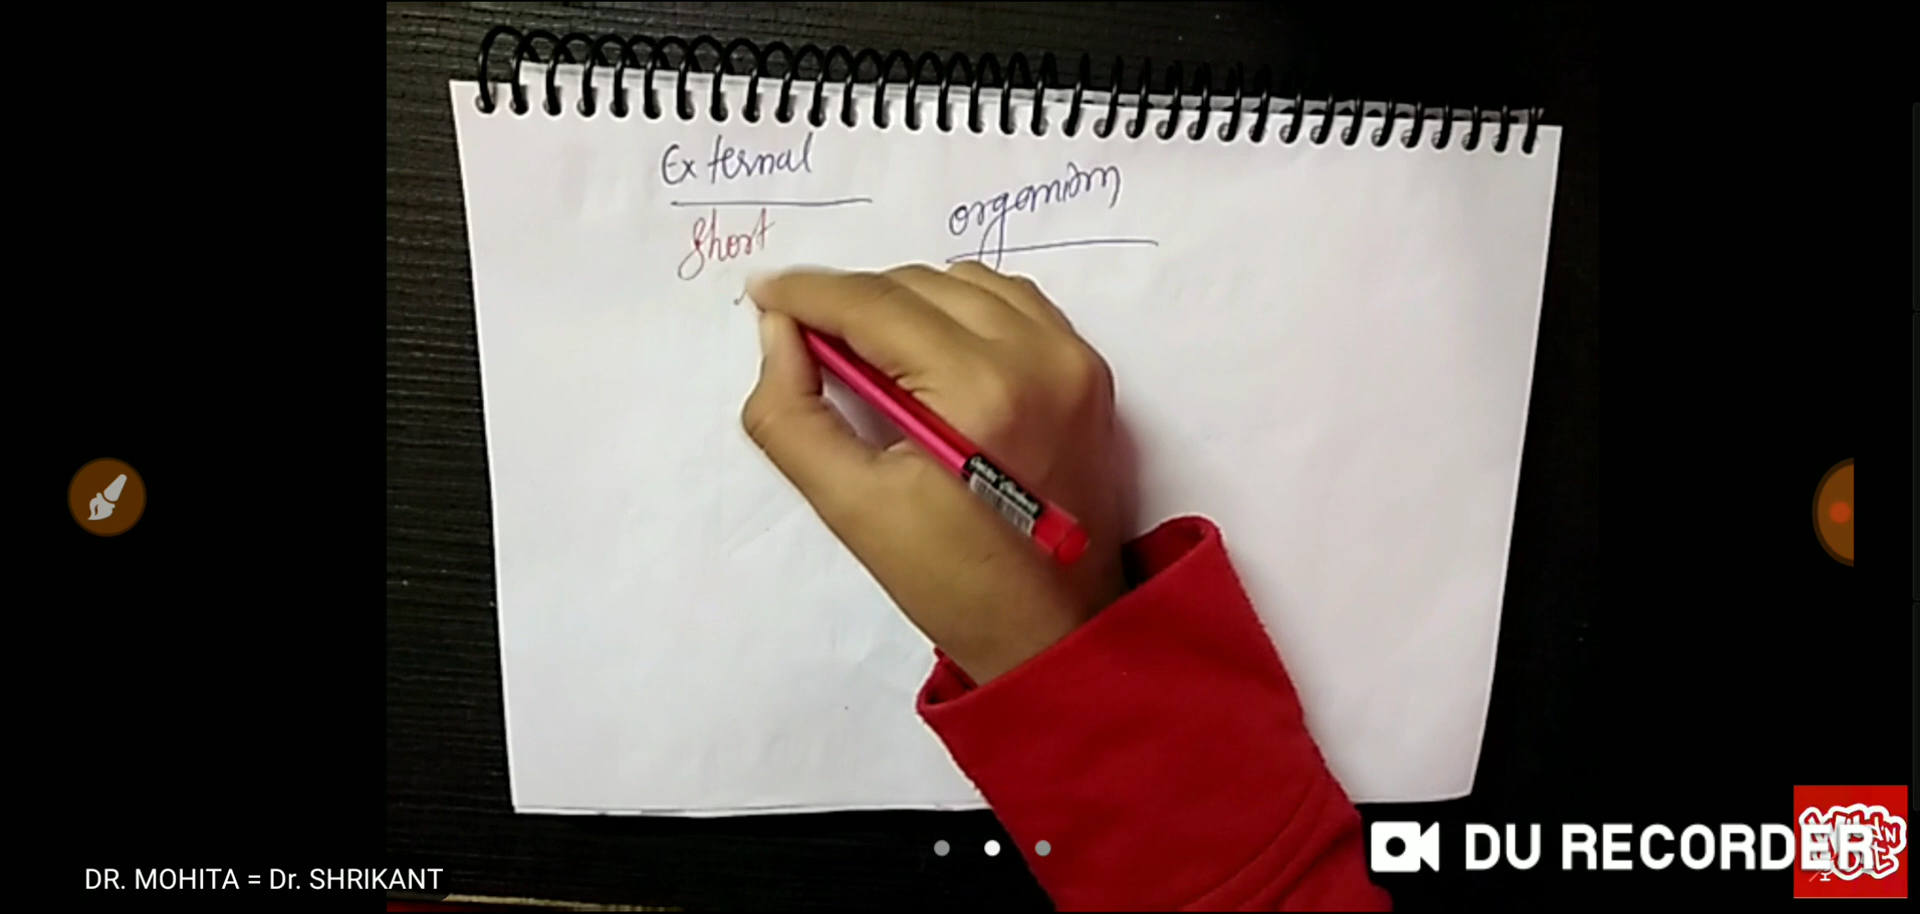 External
Short
organism
DU RECORDER
DR. MOHITA = Dr. SHRIKANT